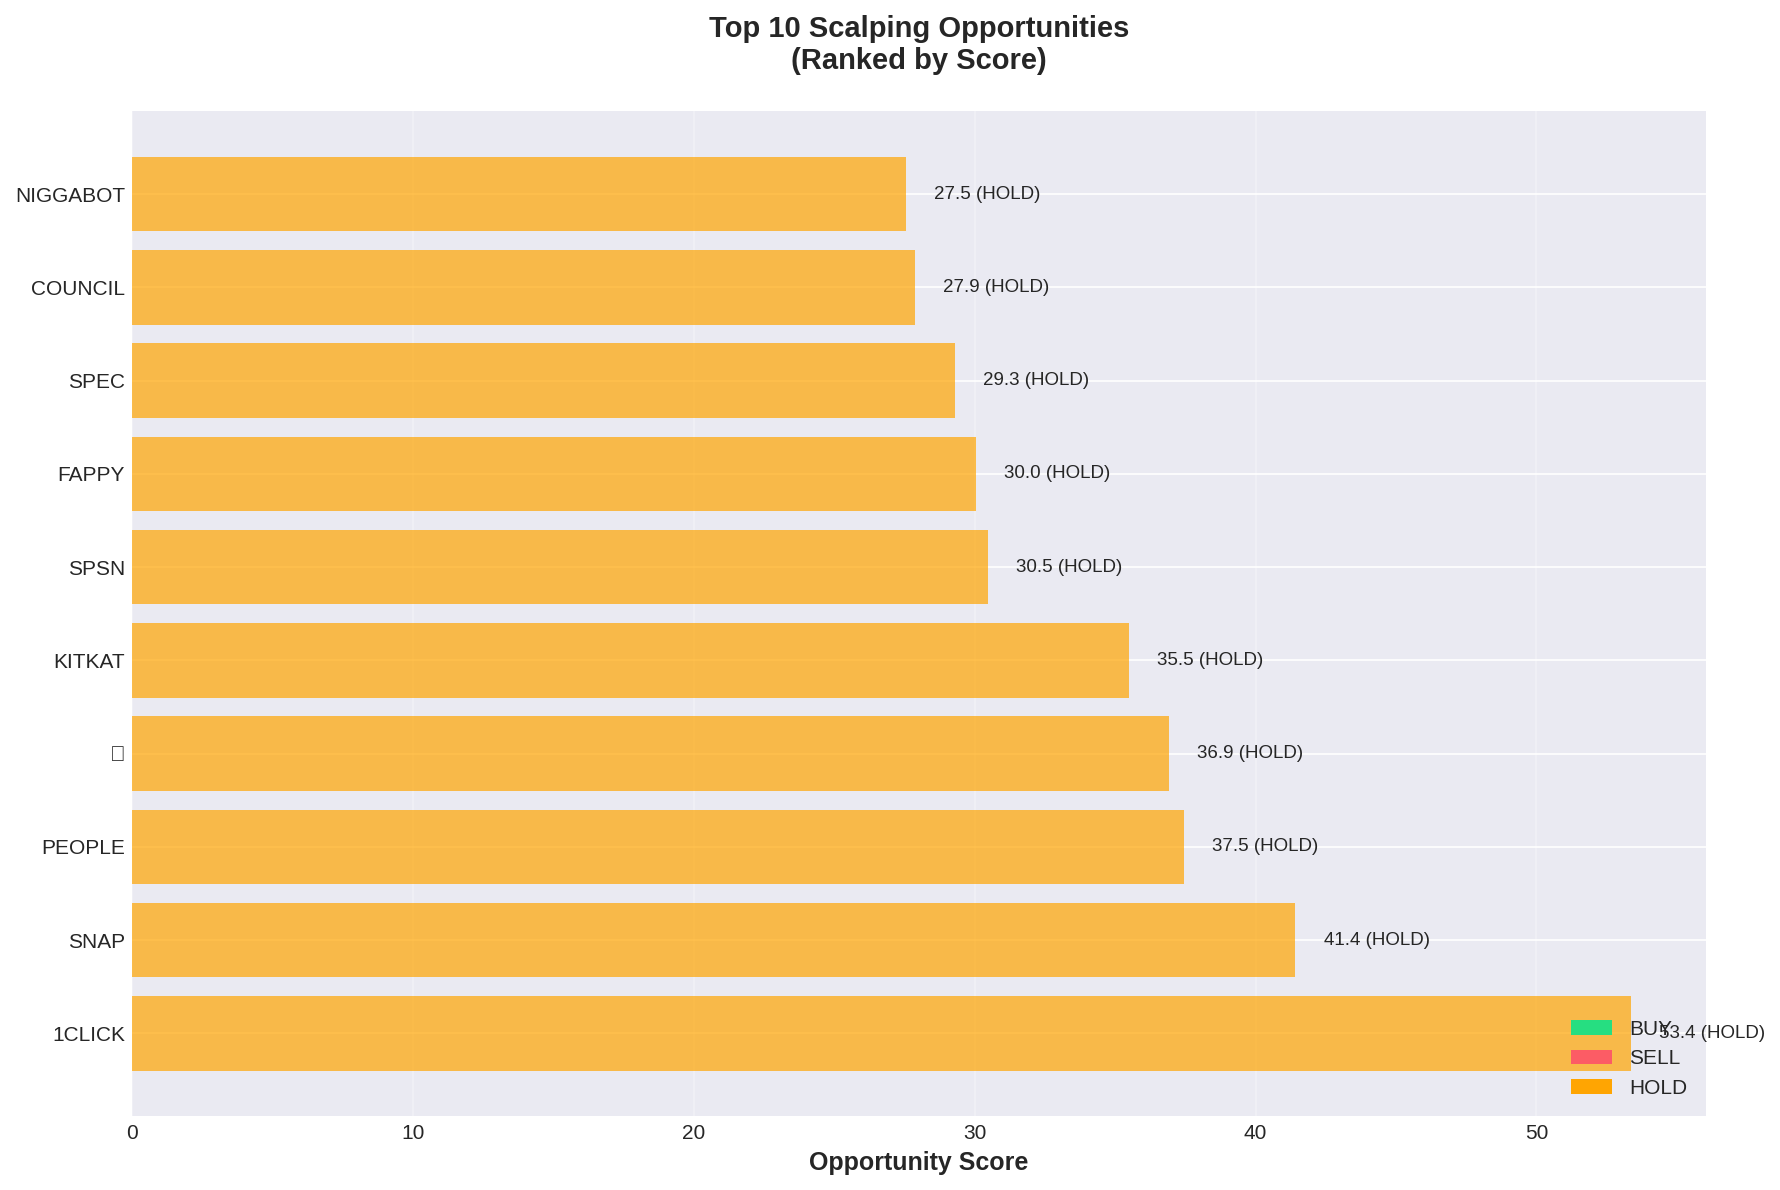 Top 10 Scalping Opportunities
(Ranked by Score)
NIGGABOT
27.5 (HOLD)
COUNCIL
27.9 (HOLD)
SPEC
29.3 (HOLD)
FAPPY
30.0 (HOLD)
SPSN
30.5 (HOLD)
KITKAT
35.5 (HOLD)
36.9 (HOLD)
PEOPLE
37.5 (HOLD)
SNAP
41.4 (HOLD)
1CLICK
53.4 (HOLD)
BUY
SELL
HOLD
0 10 20 30 40 50
Opportunity Score